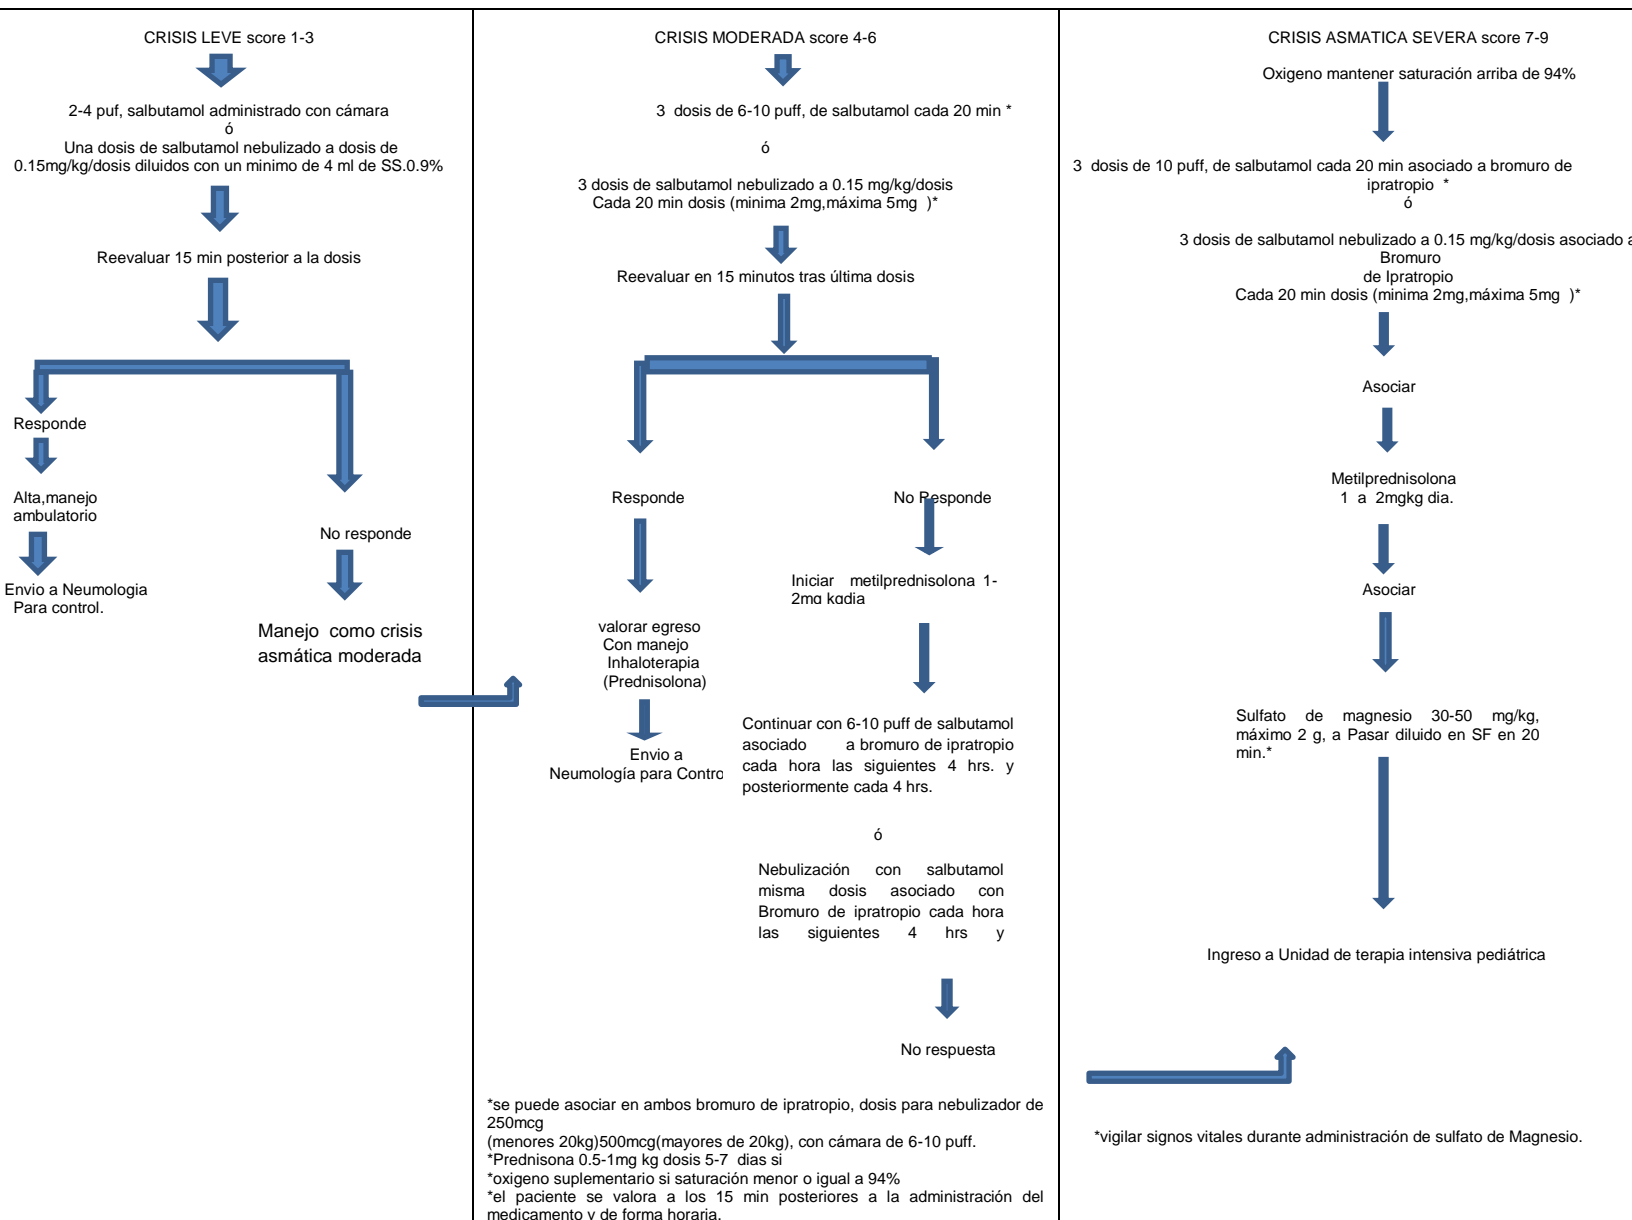 CRISIS LEVE score 1-3
2-4 puf, salbutamol administrado con cámara
ó
Una dosis de salbutamol nebulizado a dosis de
0.15mg/kg/dosis diluidos con un minimo de 4 ml de SS.0.9%
Reevaluar 15 min posterior a la dosis
Responde
Alta,manejo
ambulatorio
Envio a Neumologia
Para control.
No responde
Manejo como crisis
asmática moderada
CRISIS MODERADA score 4-6
3 dosis de 6-10 puff, de salbutamol cada 20 min *
ó
3 dosis de salbutamol nebulizado a 0.15 mg/kg/dosis
Cada 20 min dosis (minima 2mg,máxima 5mg )*
Reevaluar en 15 minutos tras última dosis
Responde
valorar egreso
Con manejo
Inhaloterapia
(Prednisolona)
Envio a
Neumología para Contro
No Responde
Iniciar metilprednisolona 1-
2mg kgdia
Continuar con 6-10 puff de salbutamol
asociado a bromuro de ipratropio
cada hora las siguientes 4 hrs. y
posteriormente cada 4 hrs.
ó
Nebulización con salbutamol
misma dosis asociado con
Bromuro de ipratropio cada hora
las siguientes 4 hrs y
No respuesta
*se puede asociar en ambos bromuro de ipratropio, dosis para nebulizador de
250mcg
(menores 20kg)500mcg(mayores de 20kg), con cámara de 6-10 puff.
*Prednisona 0.5-1mg kg dosis 5-7 dias si
*oxigeno suplementario si saturación menor o igual a 94%
*el paciente se valora a los 15 min posteriores a la administración del
medicamento y de forma horaria.
CRISIS ASMATICA SEVERA score 7-9
Oxigeno mantener saturación arriba de 94%
3 dosis de 10 puff, de salbutamol cada 20 min asociado a bromuro de
ipratropio *
ó
3 dosis de salbutamol nebulizado a 0.15 mg/kg/dosis asociado a
Bromuro
de Ipratropio
Cada 20 min dosis (minima 2mg,máxima 5mg )*
Asociar
Metilprednisolona
1 a 2mgkg dia.
Asociar
Sulfato de magnesio 30-50 mg/kg,
máximo 2 g, a Pasar diluido en SF en 20
min.*
Ingreso a Unidad de terapia intensiva pediátrica
*vigilar signos vitales durante administración de sulfato de Magnesio.